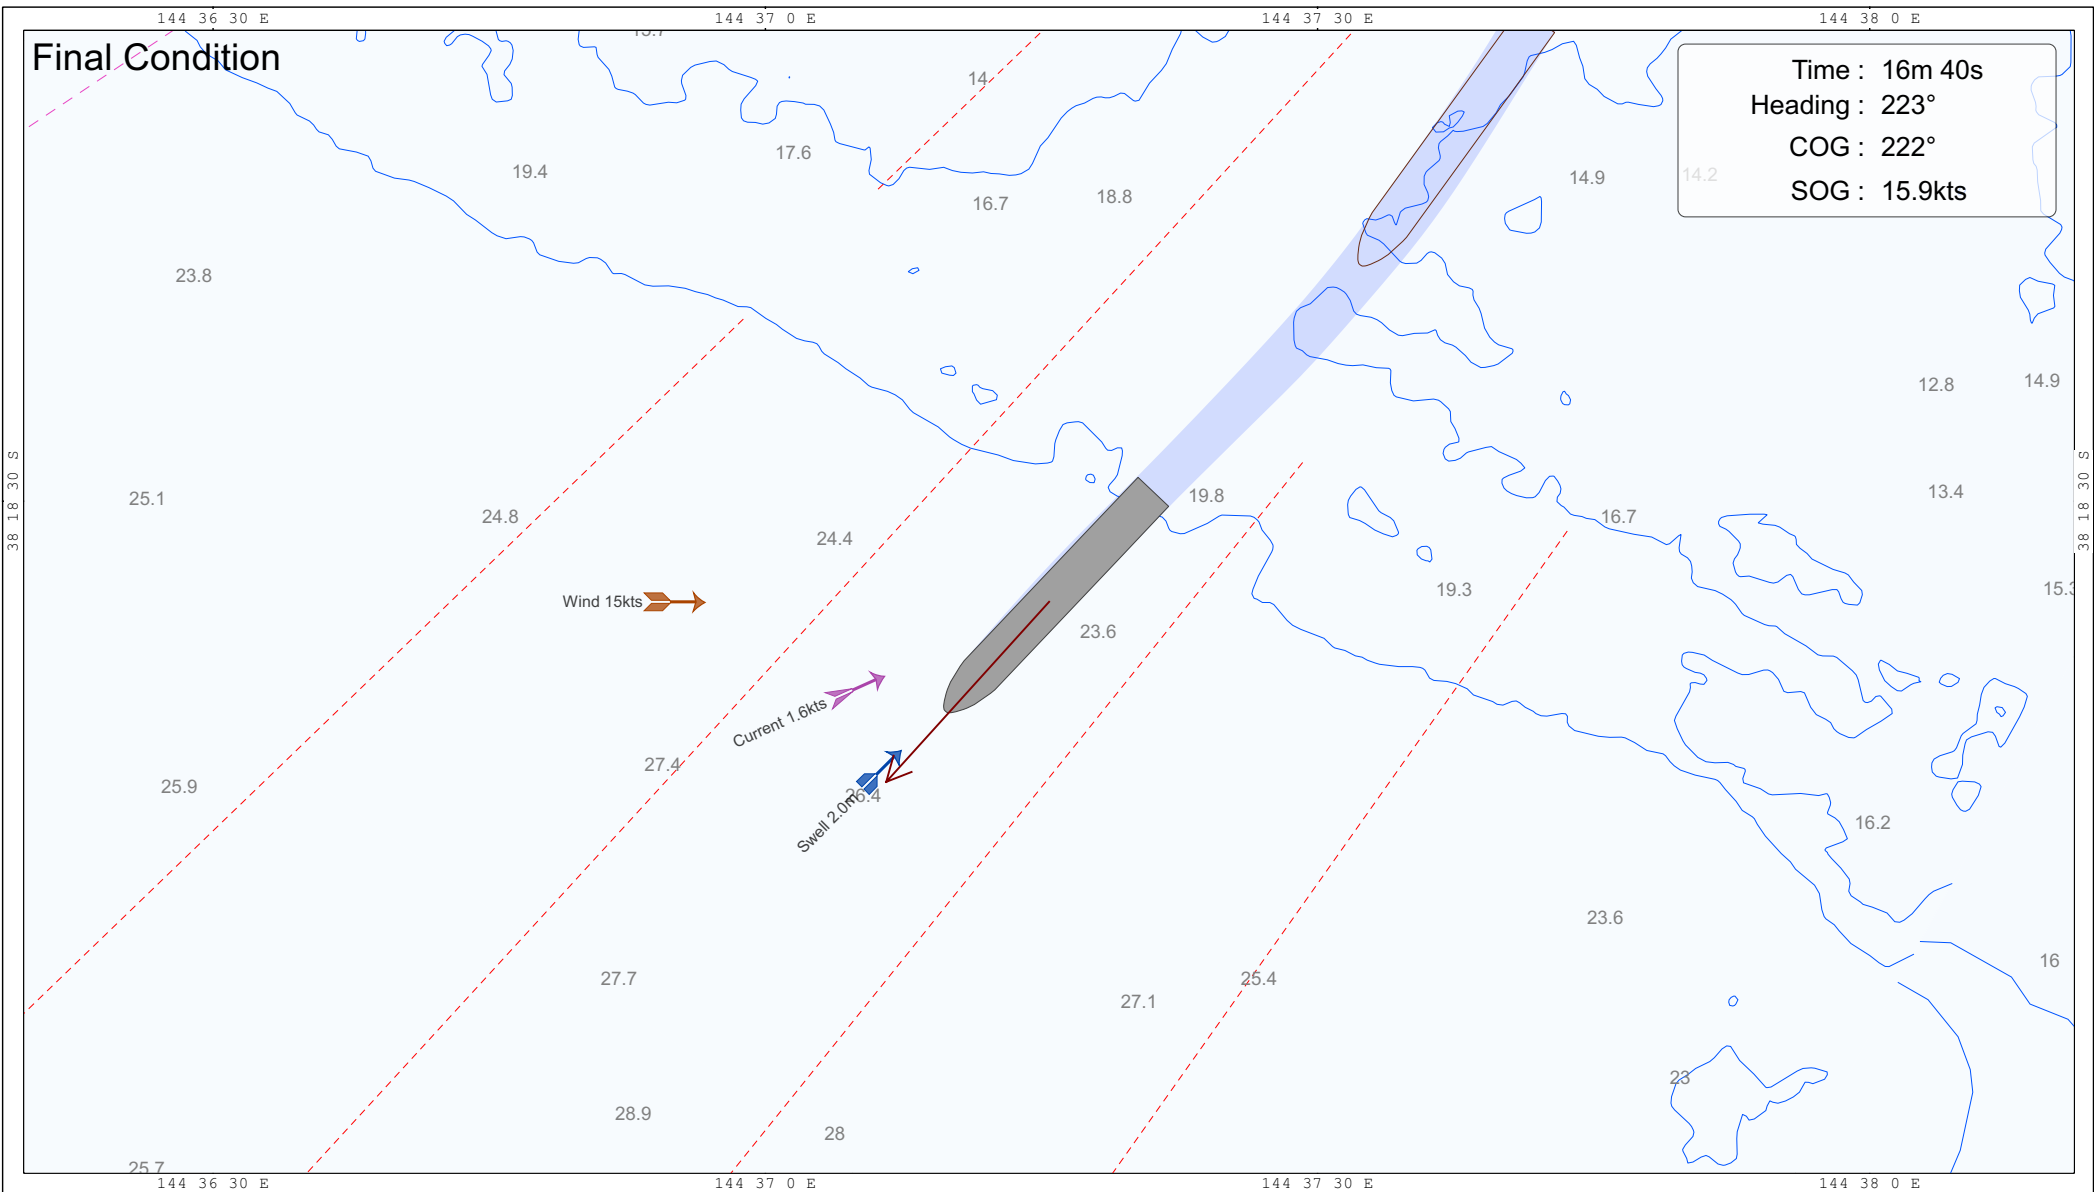 144 36 30 E
144 37 0 E
144 37 30 E
144 38 0 E
Final Condition
Time : 16m 40s
Heading : 223°
COG : 222°
SOG : 15.9kts
14
17.6
19.4
14.9
14.2
16.7
18.8
23.8
12.8
14.9
38 18 30 S
38 18 30 S
25.1
19.8
13.4
24.8
16.7
24.4
19.3
15.3
Wind 15kts
23.6
Current 1.6kts
27.4
25.9
26.4
Swell 2.0m
16.2
23.6
16
27.7
25.4
27.1
23
28.9
28
25.7
144 36 30 E
144 37 0 E
144 37 30 E
144 38 0 E